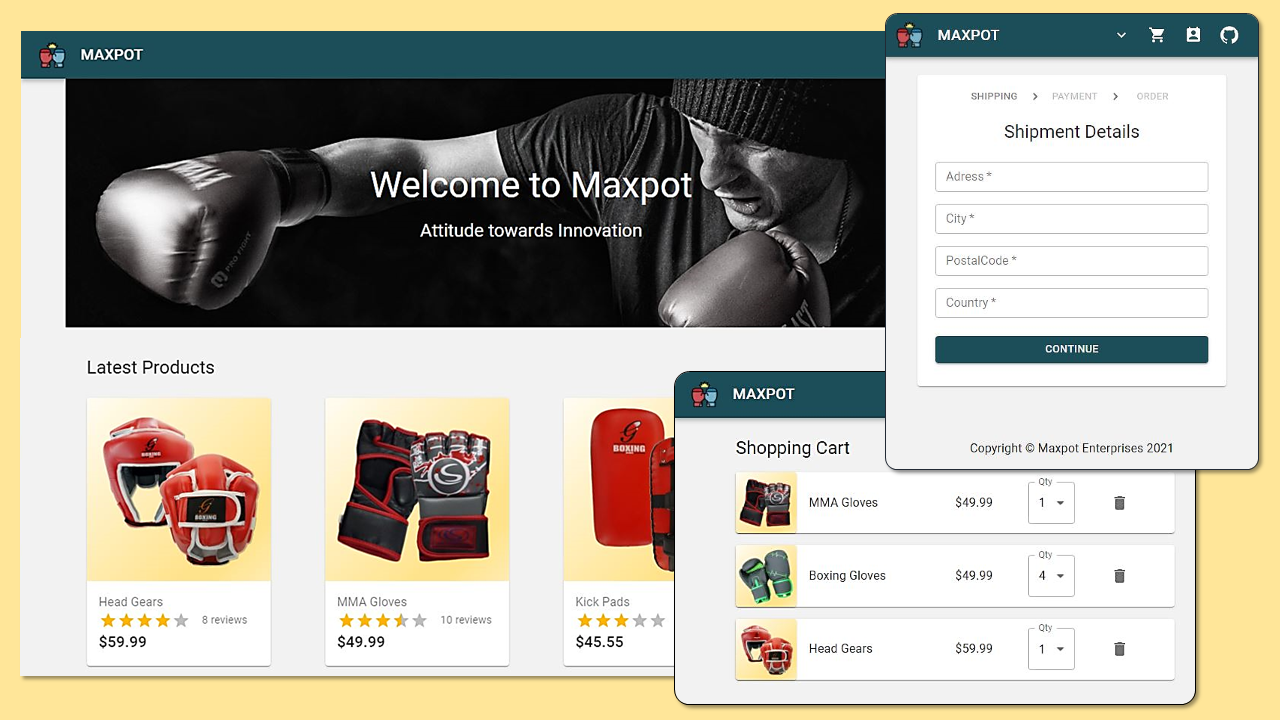 MAXPOT
Welcome to Maxpot
Attitude towards Innovation
PRO FIGHT
Latest Products
BOXING
BOXING
Head Gears
8 reviews
$59.99
MMA Gloves
10 reviews
$49.99
BOXING
Kick Pads
$45.55
MAXPOT
SHIPPING > PAYMENT > ORDER
Shipment Details
Adress *
City *
PostalCode *
Country *
CONTINUE
Copyright © Maxpot Enterprises 2021
MAXPOT
Shopping Cart
MMA Gloves $49.99 Qty 1
Boxing Gloves $49.99 Qty 4
Head Gears $59.99 Qty 1